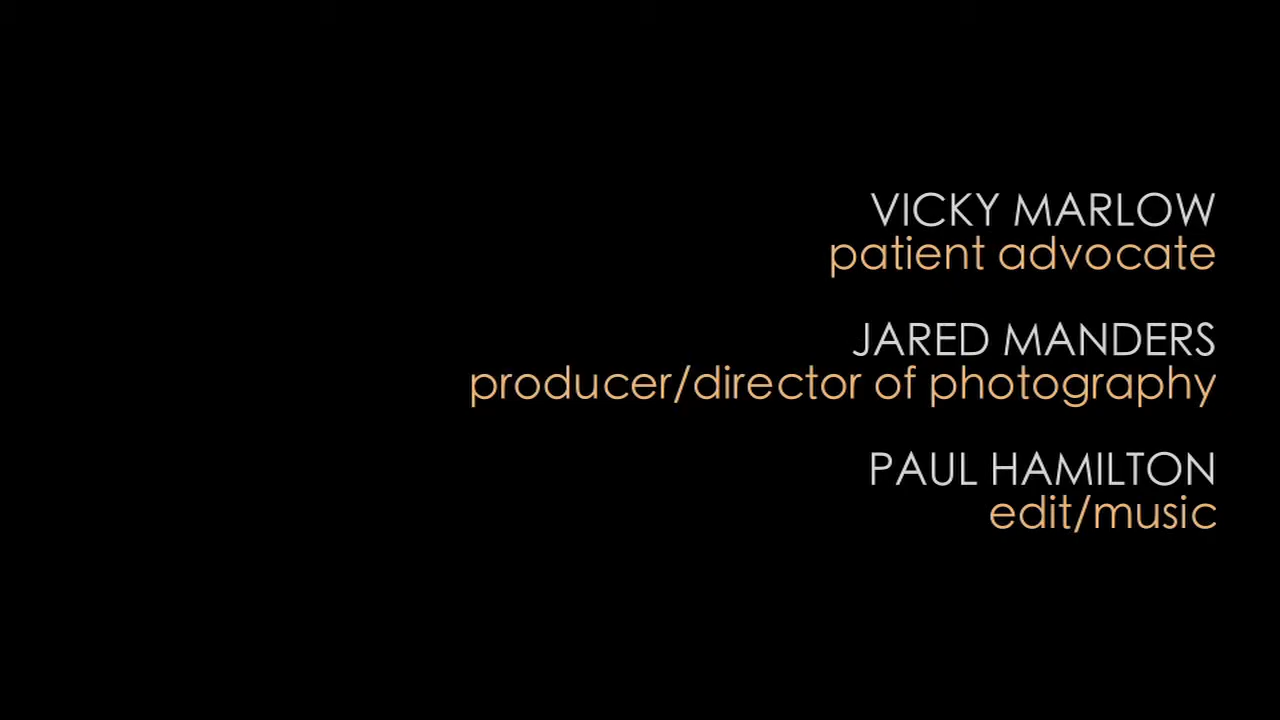 VICKY MARLOW
patient advocate
JARED MANDERS
producer/director of photography
PAUL HAMILTON
edit/music